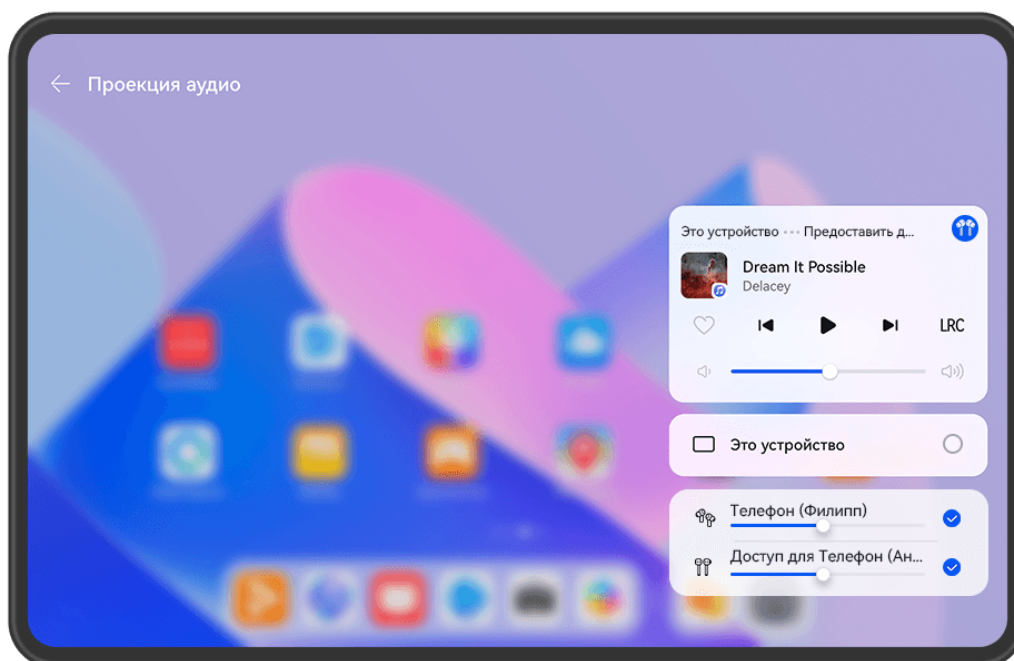 Проекция аудио
Это устройство ··· Предоставить д...
Dream It Possible
Delacey
LRC
Это устройство
Телефон (Филипп)
Доступ для Телефон (Ан...